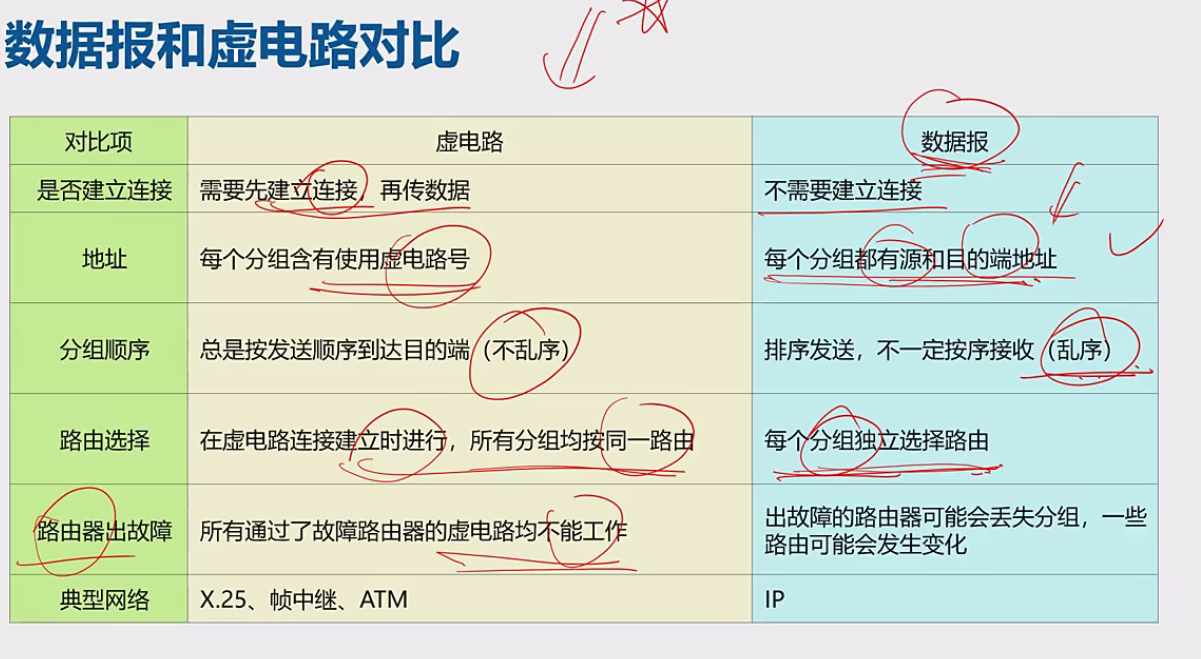 数据报和虚电路对比
对比项 虚电路 数据报
是否建立连接 需要先建立连接，再传数据 不需要建立连接
地址 每个分组含有使用虚电路号 每个分组都有源和目的端地址
分组顺序 总是按发送顺序到达目的端（不乱序） 排序发送，不一定按序接收（乱序）
路由选择 在虚电路连接建立时进行，所有分组均按同一路由 每个分组独立选择路由
路由器出故障 所有通过了故障路由器的虚电路均不能工作 出故障的路由器可能会丢失分组，一些
路由可能会发生变化
典型网络 X.25、帧中继、ATM IP